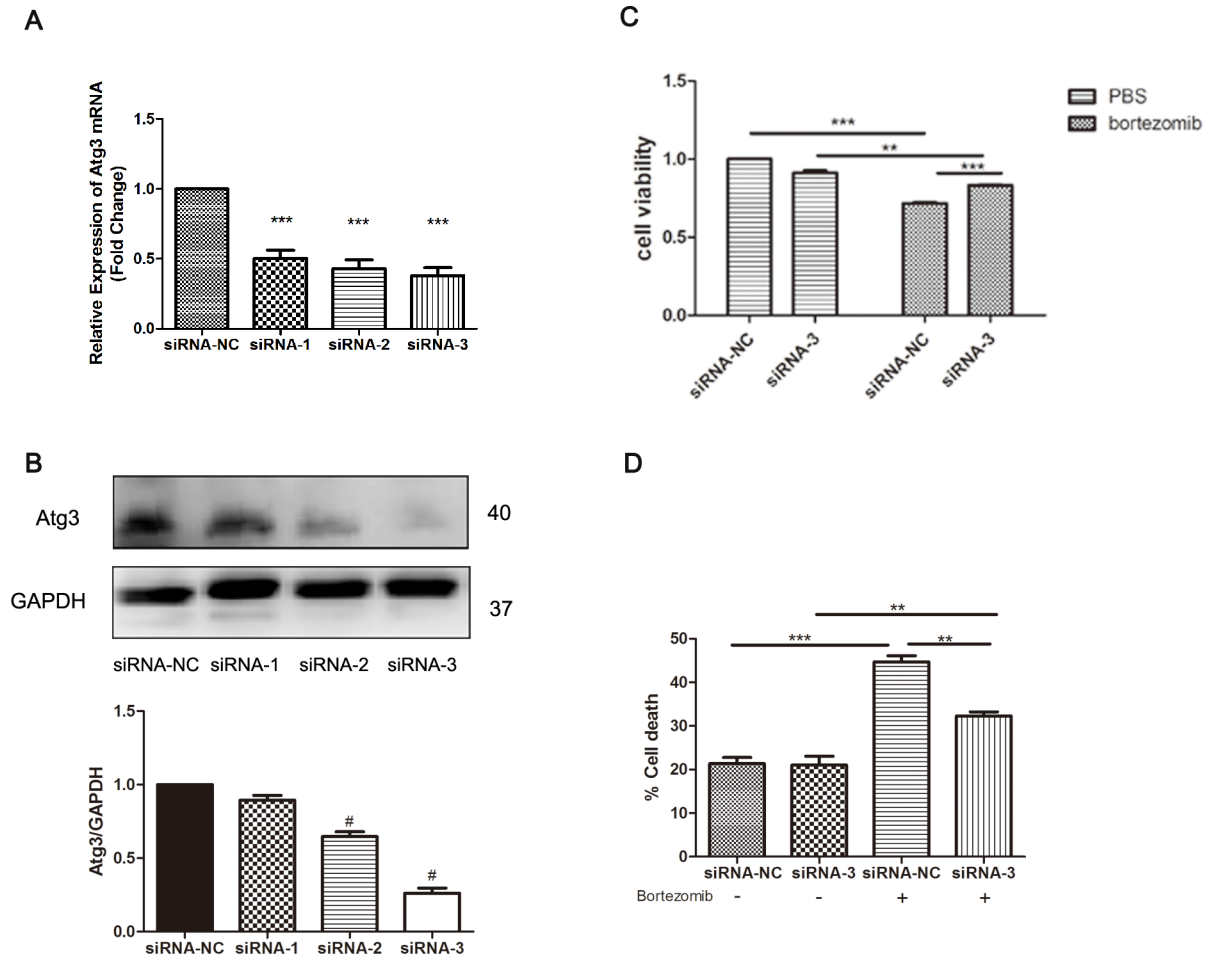 A
Relative Expression of Atg3 mRNA
(Fold Change)
1.5
1.0
0.5
0.0
***
***
***
siRNA-NC siRNA-1 siRNA-2 siRNA-3
B
Atg3
40
GAPDH
37
siRNA-NC siRNA-1 siRNA-2 siRNA-3
Atg3/GAPDH
1.5
1.0
0.5
0.0
#
#
siRNA-NC siRNA-1 siRNA-2 siRNA-3
C
cell viability
1.5
1.0
0.5
0.0
***
**
***
PBS
bortezomib
siRNA-NC
siRNA-3
siRNA-NC
siRNA-3
D
% Cell death
50
40
30
20
10
0
**
***
**
siRNA-NC siRNA-3 siRNA-NC siRNA-3
Bortezomib - - + +